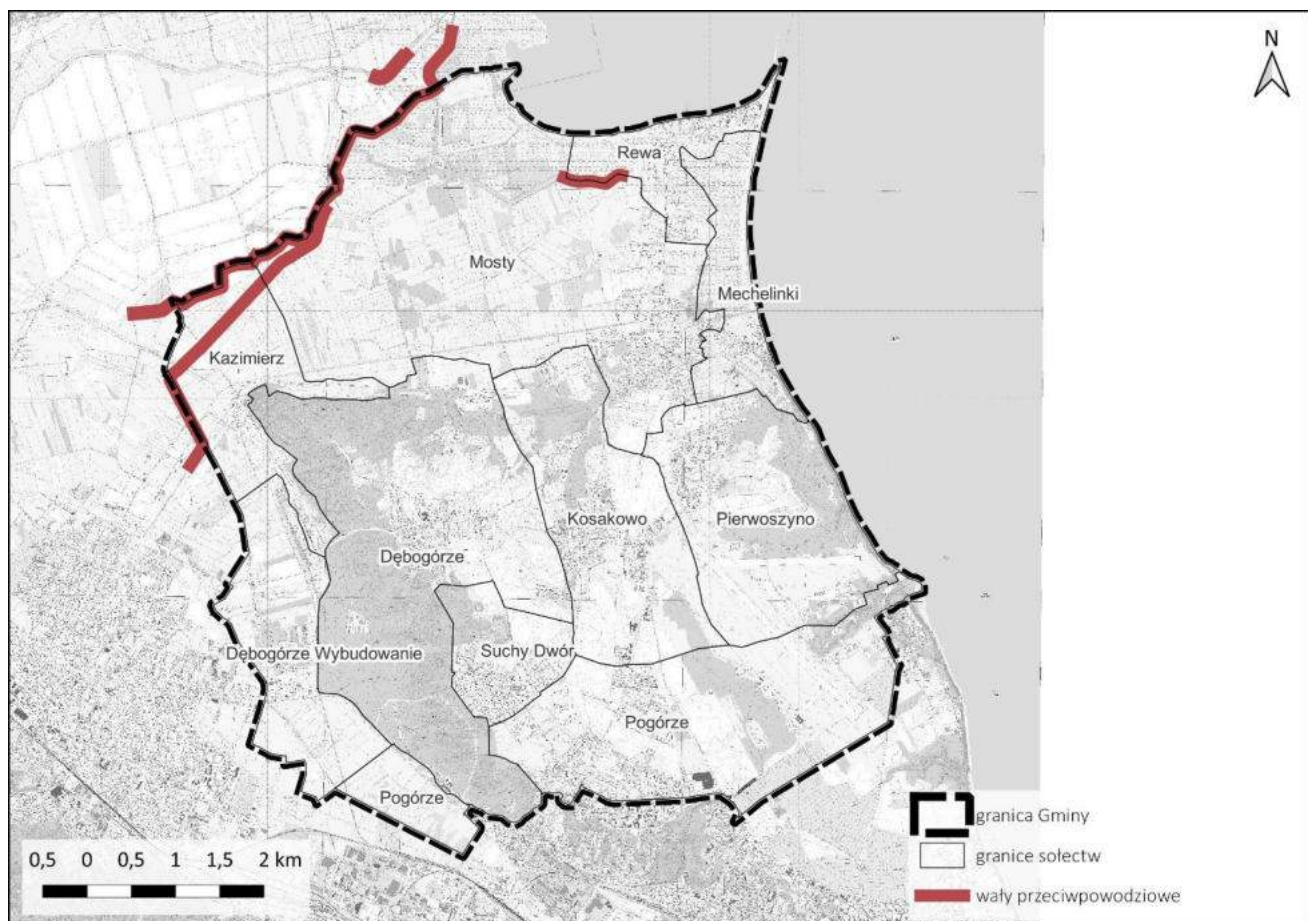 N
Rewa
Mosty
Mechelinki
Kazimierz
Kosakowo
Pierwoszyno
Dębogórze
Dębogórze Wybudowanie
Suchy Dwór
Pogórze
Pogórze
granica Gminy
0,5 0 0,5 1 1,5 2 km
granice sołectw
wały przeciwpowodziowe